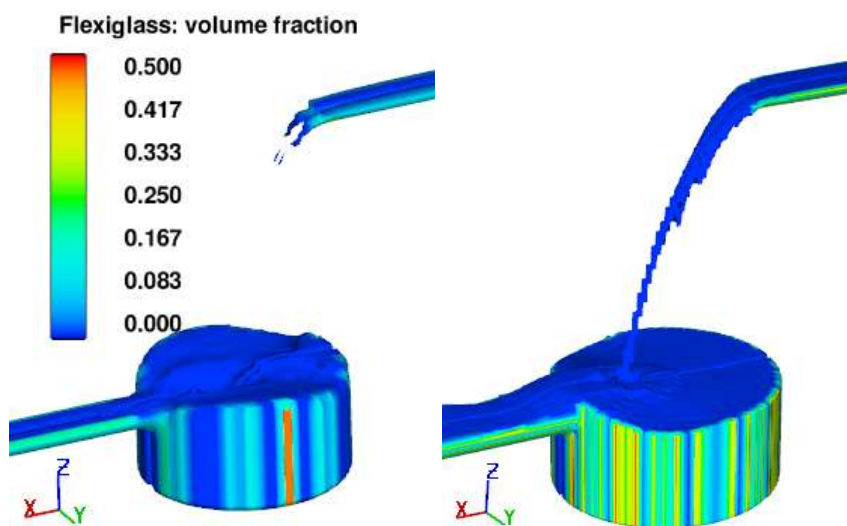 Flexiglass: volume fraction
0.500
0.417
0.333
0.250
0.167
0.083
0.000
Z
X
Y
Z
X
Y